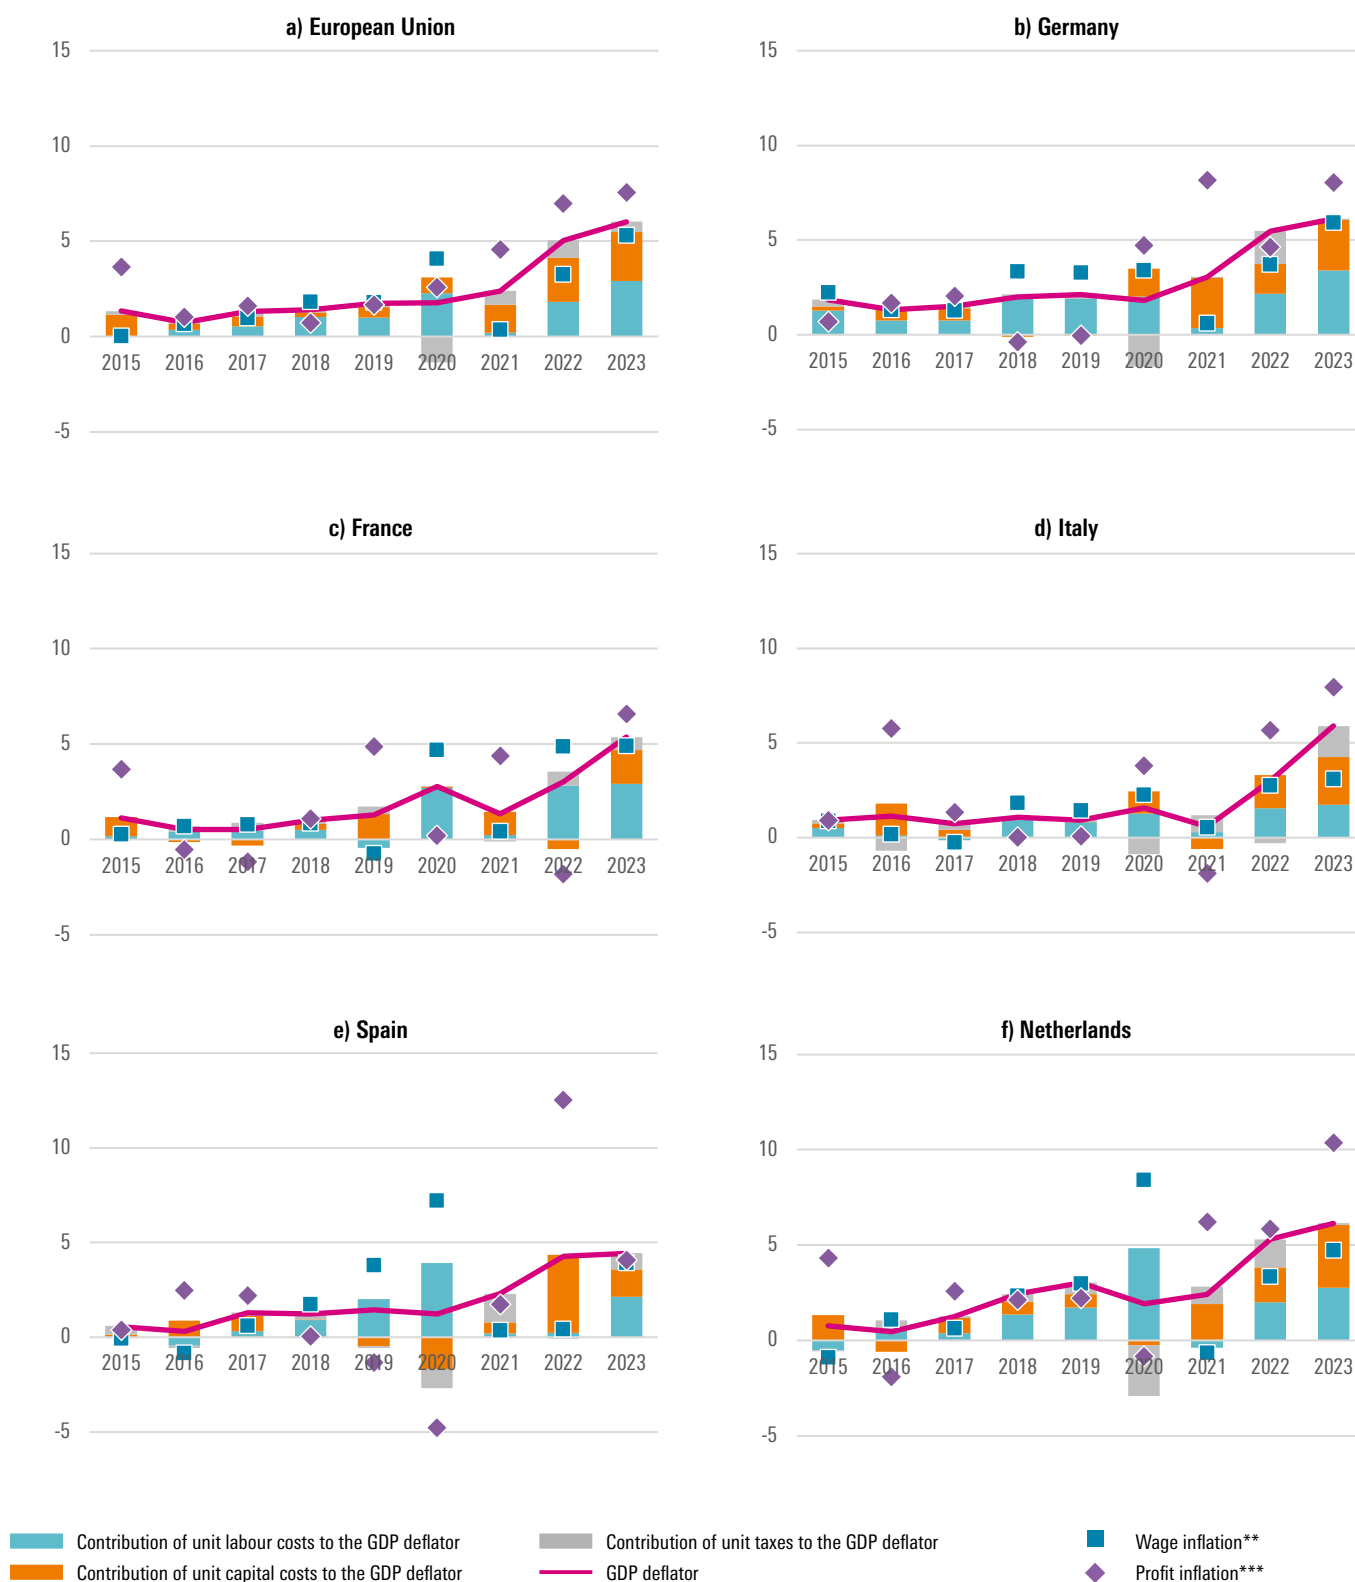 a) European Union
15
10
5
0
-5
2015 2016 2017 2018 2019 2020 2021 2022 2023
b) Germany
15
10
5
0
-5
2015 2016 2017 2018 2019 2020 2021 2022 2023
c) France
15
10
5
0
-5
2015 2016 2017 2018 2019 2020 2021 2022 2023
d) Italy
15
10
5
0
-5
2015 2016 2017 2018 2019 2020 2021 2022 2023
e) Spain
15
10
5
0
-5
2015 2016 2017 2018 2019 2020 2021 2022 2023
f) Netherlands
15
10
5
0
-5
2015 2016 2017 2018 2019 2020 2021 2022 2023
Contribution of unit labour costs to the GDP deflator
Contribution of unit taxes to the GDP deflator
Wage inflation**
Contribution of unit capital costs to the GDP deflator
GDP deflator
Profit inflation***